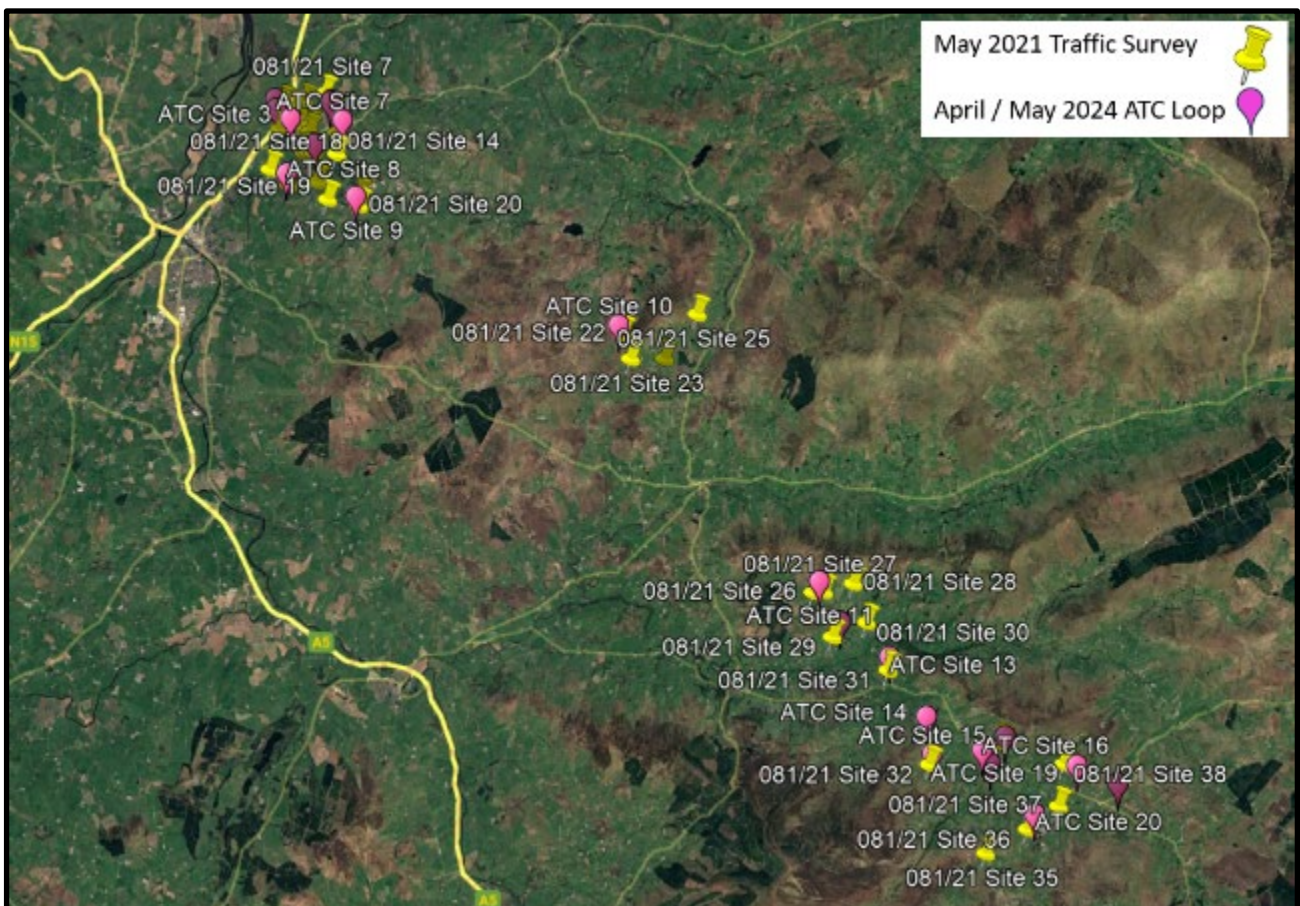 May 2021 Traffic Survey
April / May 2024 ATC Loop
081/21 Site 7
ATC Site 7
ATC Site 3
081/21 Site 18
081/21 Site 14
ATC Site 8
081/21 Site 19
081/21 Site 20
ATC Site 9
ATC Site 10
081/21 Site 22
081/21 Site 25
N15
081/21 Site 23
081/21 Site 27
081/21 Site 28
081/21 Site 26
ATC Site 11
081/21 Site 30
A5
081/21 Site 29
ATC Site 13
081/21 Site 31
ATC Site 14
ATC Site 15
ATC Site 16
081/21 Site 32
ATC Site 19
081/21 Site 38
081/21 Site 37
ATC Site 20
081/21 Site 36
081/21 Site 35
A5